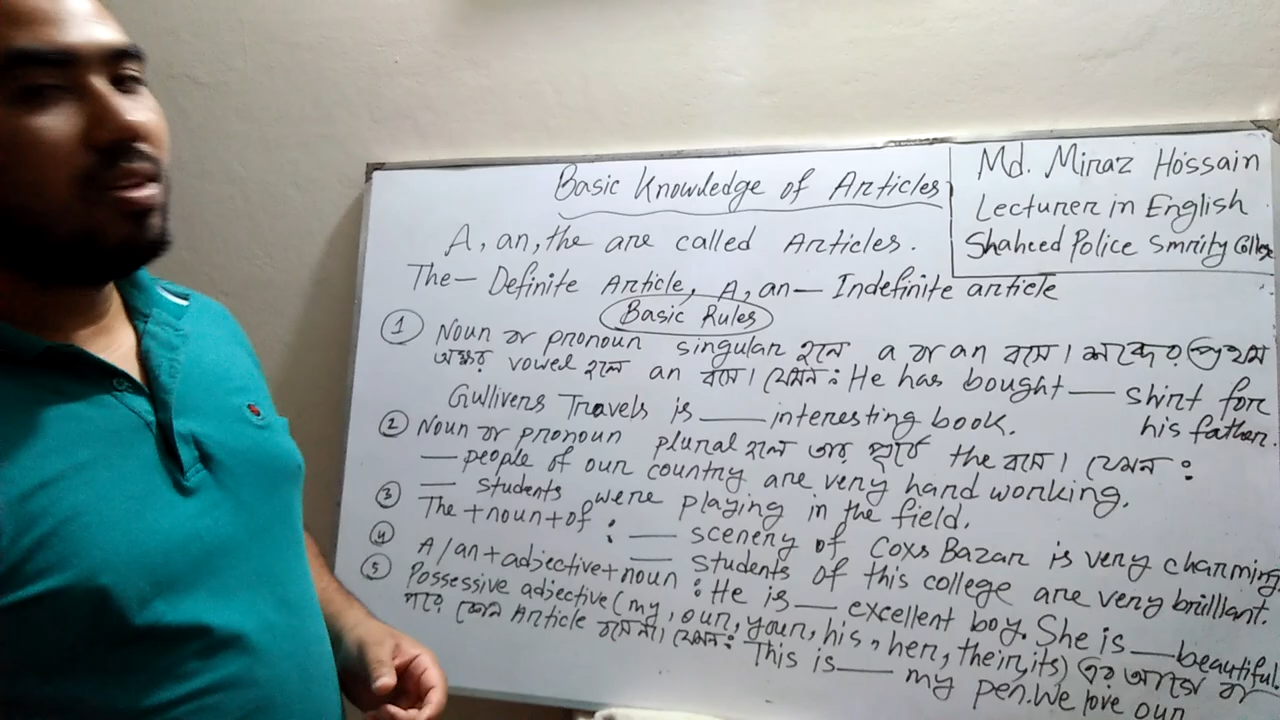 Basic Knowledge of Articles
Md. Miraz Hossain
Lecturer in English
Shaheed Police Smrity College
A, an, the are called Articles.
The— Definite Article, A, an— Indefinite article
Basic Rules
① Noun or pronoun singular হলে a or an বসে। শব্দের শুরুতে প্রথম
অক্ষর vowel হলে an বসে। যেমন: He has bought — shirt for
his father.
Gullivers Travels is — interesting book.
② Noun or pronoun plural হলে তার পূর্বে the বসে। যেমন:
— people of our country are very hard working.
— students were playing in the field.
③ The + noun + of : — scenery of Coxs Bazar is very charming
— students of this college are very brilliant.
④ A/an + adjective + noun : He is — excellent boy. She is — beautiful.
⑤ Possessive adjective (my, our, your, his, her, their, its) এর আগে বা
পরে কোন Article বসে না। যেমন: This is — my pen. We love our